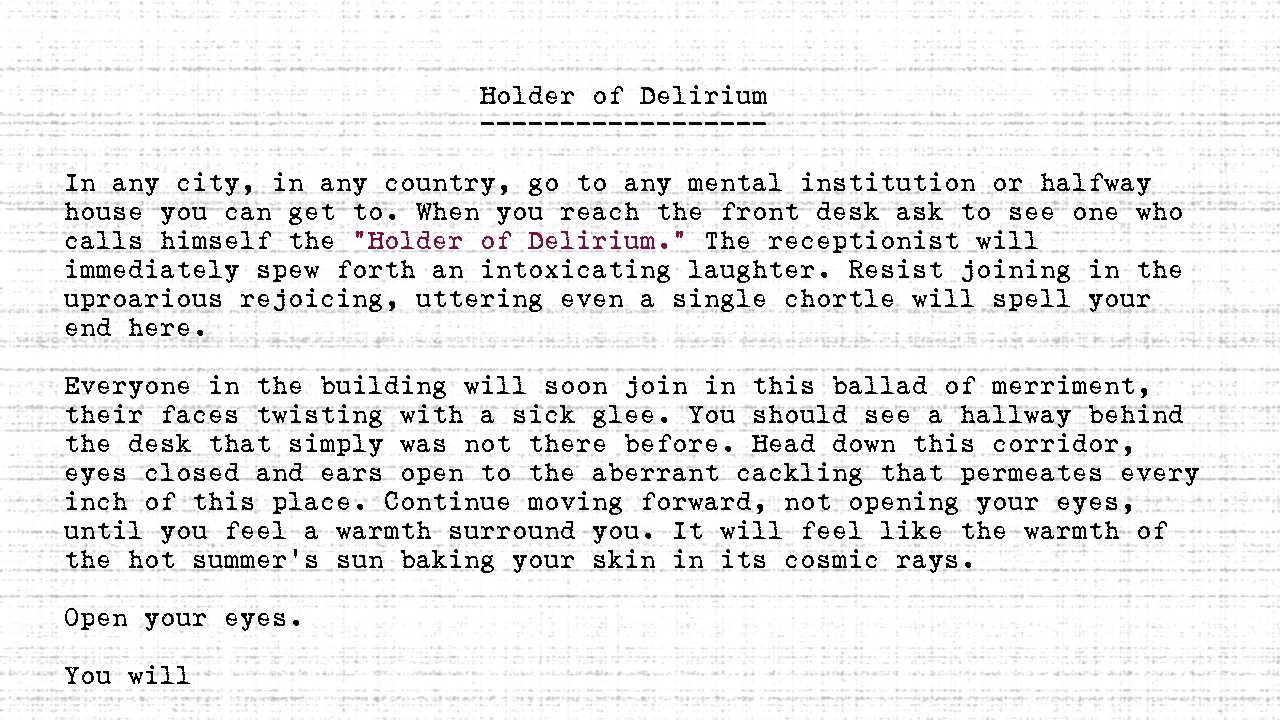 Holder of Delirium
------------------
In any city, in any country, go to any mental institution or halfway
house you can get to. When you reach the front desk ask to see one who
calls himself the "Holder of Delirium." The receptionist will
immediately spew forth an intoxicating laughter. Resist joining in the
uproarious rejoicing, uttering even a single chortle will spell your
end here.
Everyone in the building will soon join in this ballad of merriment,
their faces twisting with a sick glee. You should see a hallway behind
the desk that simply was not there before. Head down this corridor,
eyes closed and ears open to the aberrant cackling that permeates every
inch of this place. Continue moving forward, not opening your eyes,
until you feel a warmth surround you. It will feel like the warmth of
the hot summer's sun baking your skin in its cosmic rays.
Open your eyes.
You will